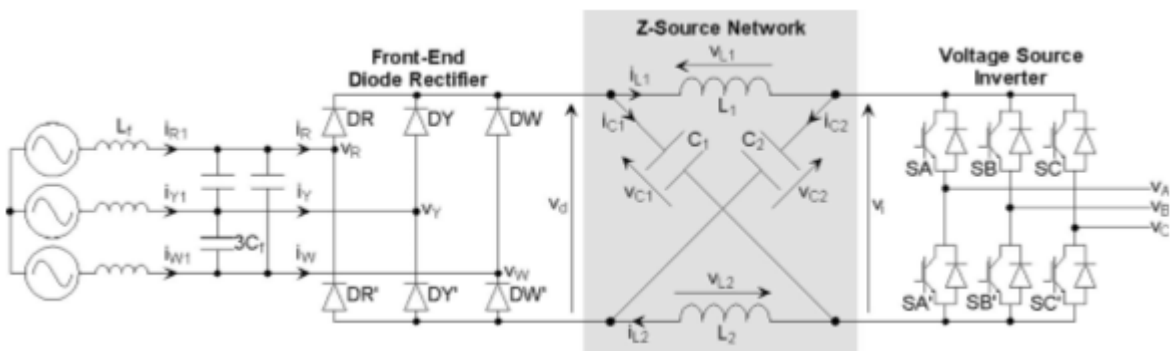 Z-Source Network
Front-End
Diode Rectifier
Voltage Source
Inverter
vL1
iL1
L1
DR
DY
DW
iC1
iC2
Lf
iR1
iR
vR
C1
C2
SA
SB
SC
vC1
vC2
iY1
iY
vY
vd
vi
vA
vB
vC
3Cf
iW1
iW
vW
vL2
DR'
DY'
DW'
SA'
SB'
SC'
iL2
L2